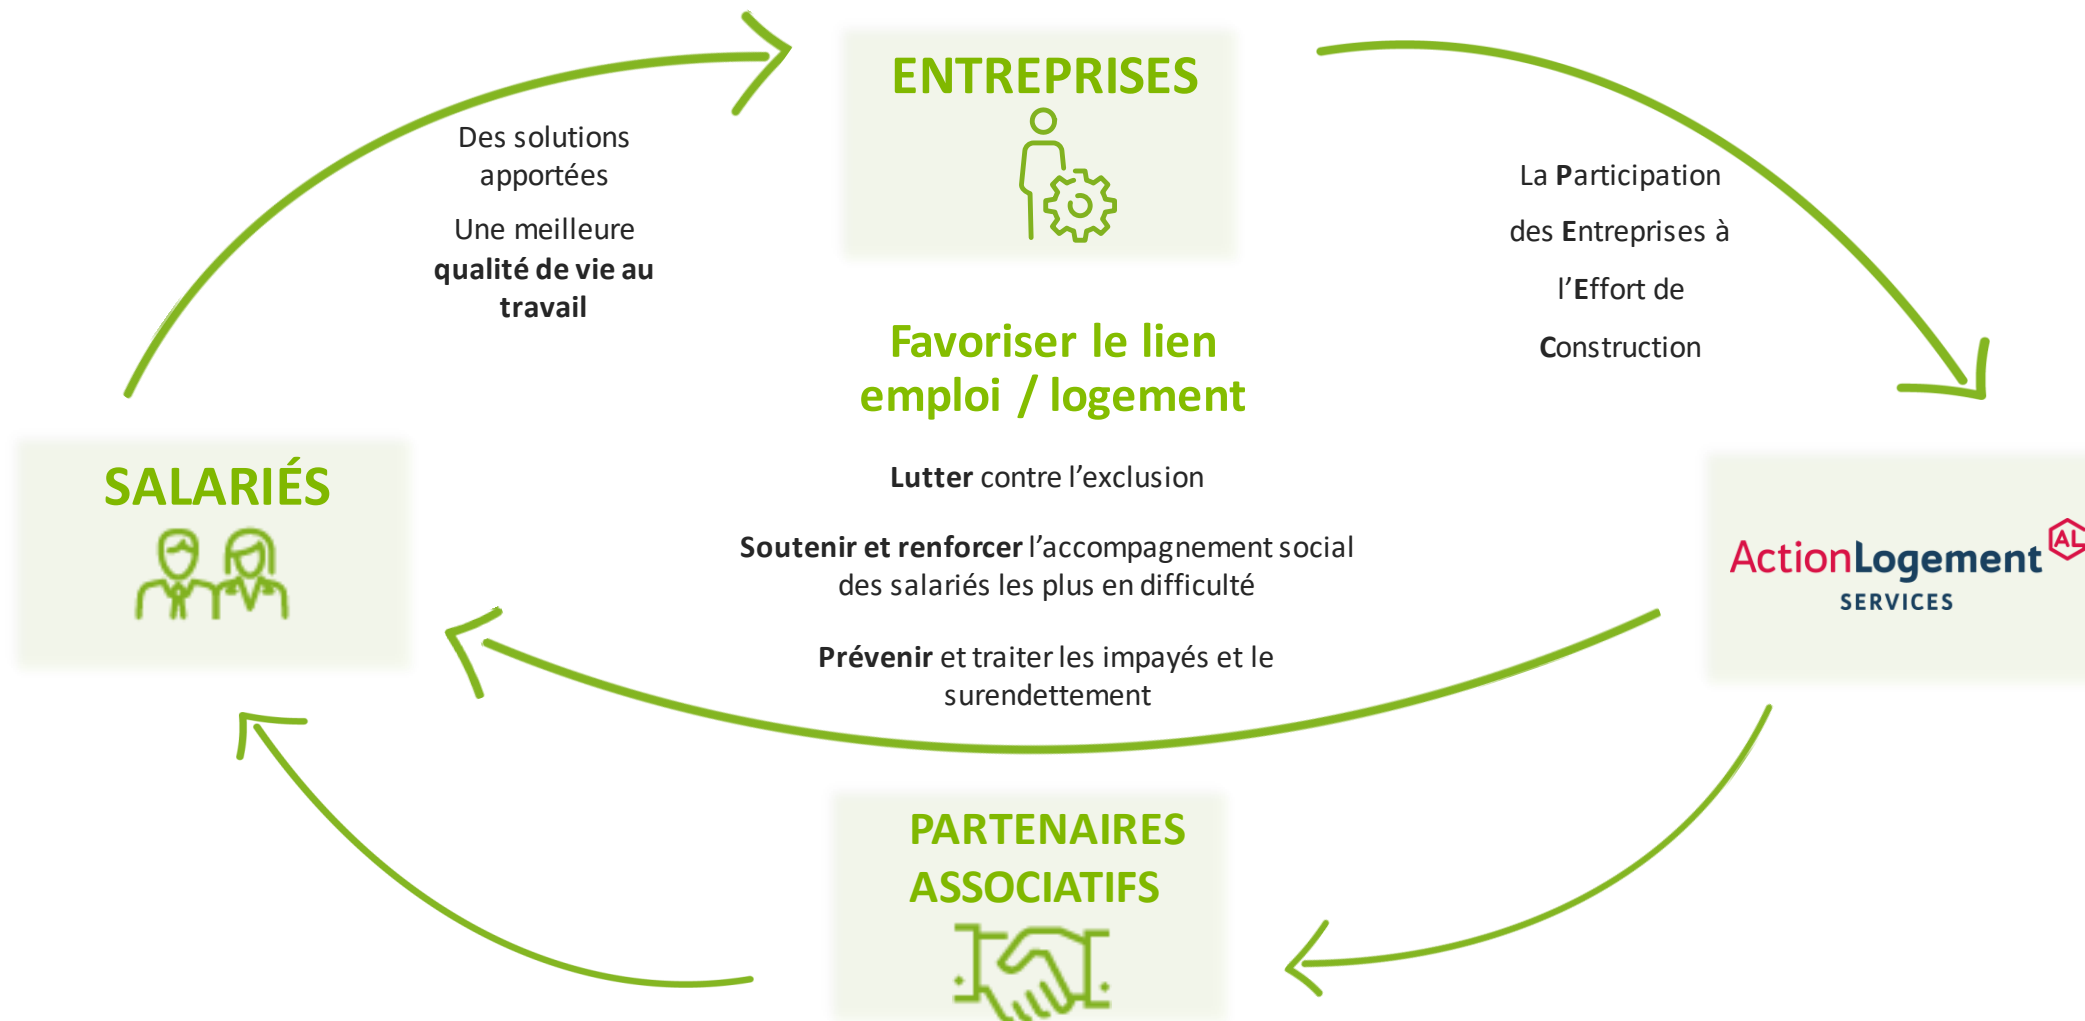 ENTREPRISES
Des solutions
apportées
Une meilleure
qualité de vie au
travail
La Participation
des Entreprises à
l’Effort de
Construction
Favoriser le lien
emploi / logement
Lutter contre l’exclusion
Soutenir et renforcer l’accompagnement social
des salariés les plus en difficulté
Prévenir et traiter les impayés et le
surendettement
SALARIÉS
ActionLogement AL
SERVICES
PARTENAIRES
ASSOCIATIFS